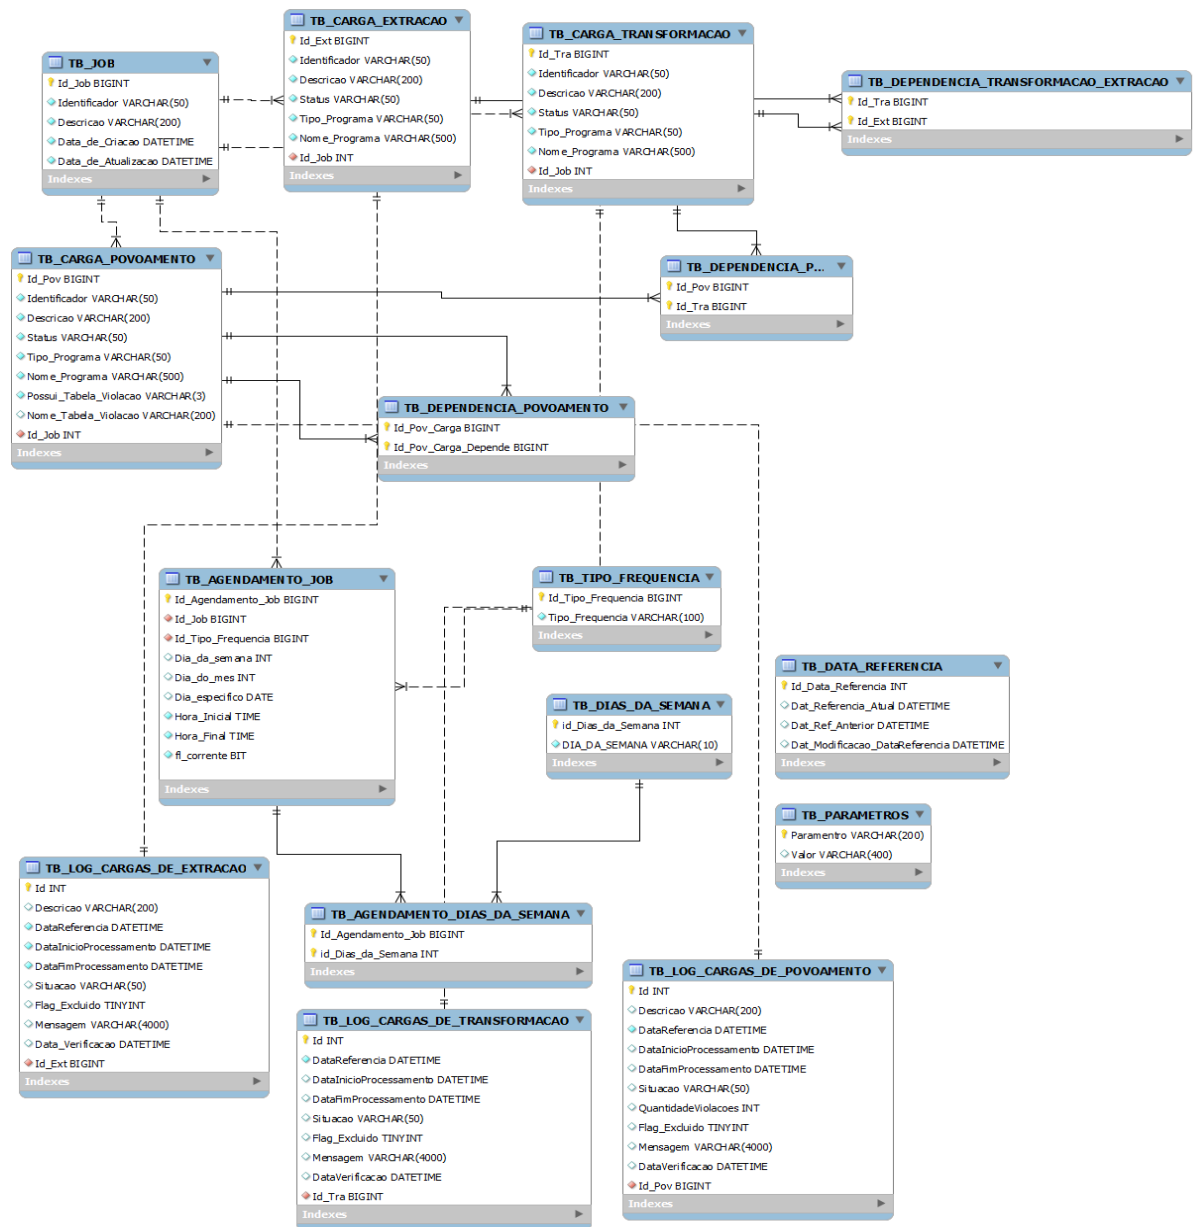 TB_CARGA_EXTRACAO
Id_Ext BIGINT
Identificador VARCHAR(50)
Descricao VARCHAR(200)
Status VARCHAR(50)
Tipo_Programa VARCHAR(50)
Nome_Programa VARCHAR(500)
Id_Job INT
Indexes
TB_CARGA_TRANSFORMACAO
Id_Tra BIGINT
Identificador VARCHAR(50)
Descricao VARCHAR(200)
Status VARCHAR(50)
Tipo_Programa VARCHAR(50)
Nome_Programa VARCHAR(500)
Id_Job INT
Indexes
TB_JOB
Id_Job BIGINT
Identificador VARCHAR(50)
Descricao VARCHAR(200)
Data_de_Criacao DATETIME
Data_de_Atualizacao DATETIME
Indexes
TB_DEPENDENCIA_TRANSFORMACAO_EXTRACAO
Id_Tra BIGINT
Id_Ext BIGINT
Indexes
TB_CARGA_POVOAMENTO
Id_Pov BIGINT
Identificador VARCHAR(50)
Descricao VARCHAR(200)
Status VARCHAR(50)
Tipo_Programa VARCHAR(50)
Nome_Programa VARCHAR(500)
Possui_Tabela_Violacao VARCHAR(3)
Nome_Tabela_Violacao VARCHAR(200)
Id_Job INT
Indexes
TB_DEPENDENCIA_P...
Id_Pov BIGINT
Id_Tra BIGINT
Indexes
TB_DEPENDENCIA_POVOAMENTO
Id_Pov_Carga BIGINT
Id_Pov_Carga_Depende BIGINT
Indexes
TB_AGENDAMENTO_JOB
Id_Agendamento_Job BIGINT
Id_Job BIGINT
Id_Tipo_Frequencia BIGINT
Dia_da_semana INT
Dia_do_mes INT
Dia_especifico DATE
Hora_Inicial TIME
Hora_Final TIME
fl_corrente BIT
Indexes
TB_TIPO_FREQUENCIA
Id_Tipo_Frequencia BIGINT
Tipo_Frequencia VARCHAR(100)
Indexes
TB_DATA_REFERENCIA
Id_Data_Referencia INT
Dat_Referencia_Atual DATETIME
Dat_Ref_Anterior DATETIME
Dat_Modificacao_DataReferencia DATETIME
Indexes
TB_DIAS_DA_SEMANA
id_Dias_da_Semana INT
DIA_DA_SEMANA VARCHAR(10)
Indexes
TB_PARAMETROS
Paramentro VARCHAR(200)
Valor VARCHAR(400)
Indexes
TB_LOG_CARGAS_DE_EXTRACAO
Id INT
Descricao VARCHAR(200)
DataReferencia DATETIME
DataInicioProcessamento DATETIME
DataFimProcessamento DATETIME
Situacao VARCHAR(50)
Flag_Excluido TINYINT
Mensagem VARCHAR(4000)
Data_Verificacao DATETIME
Id_Ext BIGINT
Indexes
TB_AGENDAMENTO_DIAS_DA_SEMANA
Id_Agendamento_Job BIGINT
id_Dias_da_Semana INT
Indexes
TB_LOG_CARGAS_DE_TRANSFORMACAO
Id INT
DataReferencia DATETIME
DataInicioProcessamento DATETIME
DataFimProcessamento DATETIME
Situacao VARCHAR(50)
Flag_Excluido TINYINT
Mensagem VARCHAR(4000)
DataVerificacao DATETIME
Id_Tra BIGINT
Indexes
TB_LOG_CARGAS_DE_POVOAMENTO
Id INT
Descricao VARCHAR(200)
DataReferencia DATETIME
DataInicioProcessamento DATETIME
DataFimProcessamento DATETIME
Situacao VARCHAR(50)
QuantidadeViolacoes INT
Flag_Excluido TINYINT
Mensagem VARCHAR(4000)
DataVerificacao DATETIME
Id_Pov BIGINT
Indexes